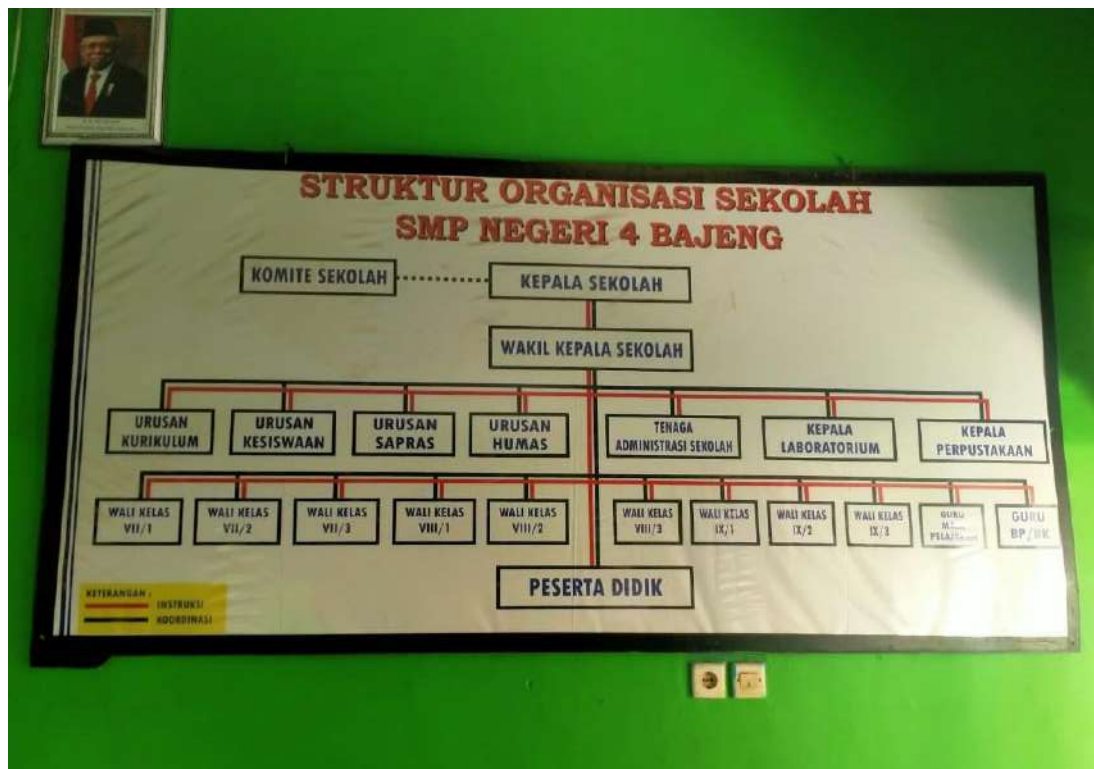 STRUKTUR ORGANISASI SEKOLAH
SMP NEGERI 4 BAJENG
KOMITE SEKOLAH
KEPALA SEKOLAH
WAKIL KEPALA SEKOLAH
URUSAN
KURIKULUM
URUSAN
KESISWAAN
URUSAN
SAPRAS
URUSAN
HUMAS
TENAGA
ADMINISTRASI SEKOLAH
KEPALA
LABORATORIUM
KEPALA
PERPUSTAKAAN
WALI KELAS
VII/1
WALI KELAS
VII/2
WALI KELAS
VII/3
WALI KELAS
VIII/1
WALI KELAS
VIII/2
WALI KELAS
VIII/3
WALI KELAS
IX/1
WALI KELAS
IX/2
WALI KELAS
IX/3
GURU
GURU
BP/BK
PESERTA DIDIK
KETERANGAN :
INSTRUKSI
KOORDINASI